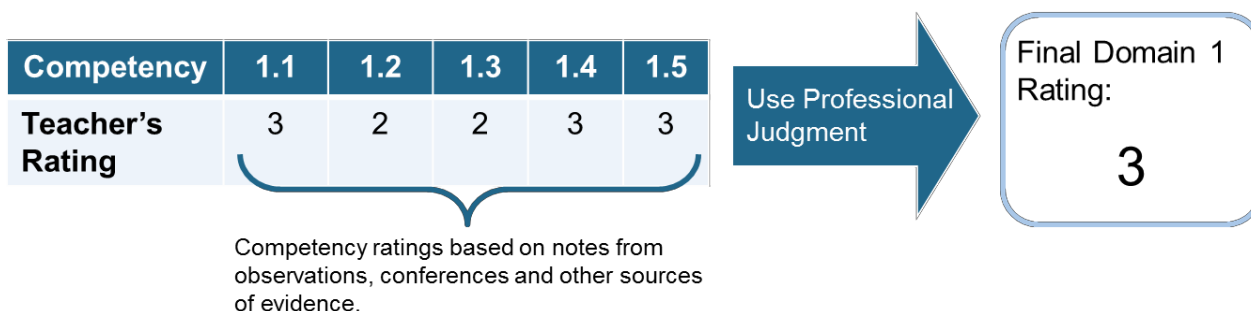 Competency 1.1 1.2 1.3 1.4 1.5
Teacher's 3 2 2 3 3
Rating
Competency ratings based on notes from
observations, conferences and other sources
of evidence.
Use Professional
Judgment
Final Domain 1
Rating:
3